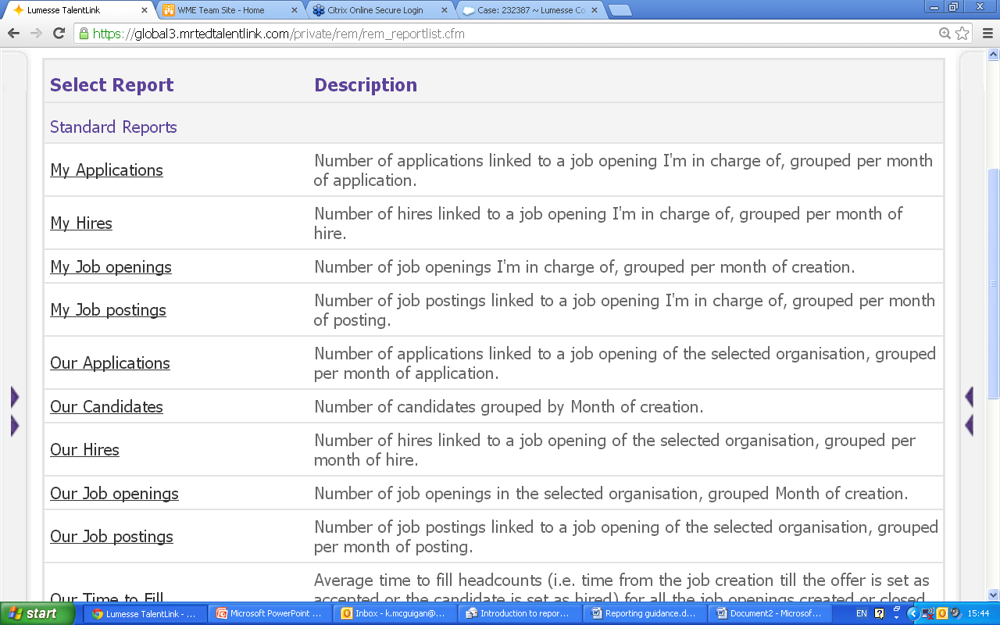 Lumesse TalentLink
WME Team Site - Home
Citrix Online Secure Login
Case: 232387 ~ Lumesse Co
https://global3.mrtedtalentlink.com/private/rem/rem_reportlist.cfm
Select Report Description
Standard Reports
My Applications
Number of applications linked to a job opening I'm in charge of, grouped per month
of application.
My Hires
Number of hires linked to a job opening I'm in charge of, grouped per month of
hire.
My Job openings
Number of job openings I'm in charge of, grouped per month of creation.
My Job postings
Number of job postings linked to a job opening I'm in charge of, grouped per month
of posting.
Our Applications
Number of applications linked to a job opening of the selected organisation, grouped
per month of application.
Our Candidates
Number of candidates grouped by Month of creation.
Our Hires
Number of hires linked to a job opening of the selected organisation, grouped per
month of hire.
Our Job openings
Number of job openings in the selected organisation, grouped Month of creation.
Our Job postings
Number of job postings linked to a job opening of the selected organisation, grouped
per month of posting.
Our Time to Fill
Average time to fill headcounts (i.e. time from the job creation till the offer is set as
accepted or the candidate is set as hired) for all the job openings created or closed
start
Lumesse TalentLink - ...
Microsoft PowerPoint ...
Inbox - k.mcguigan@...
Introduction to repor...
Reporting guidance.d...
Document2 - Microsof...
EN
15:44